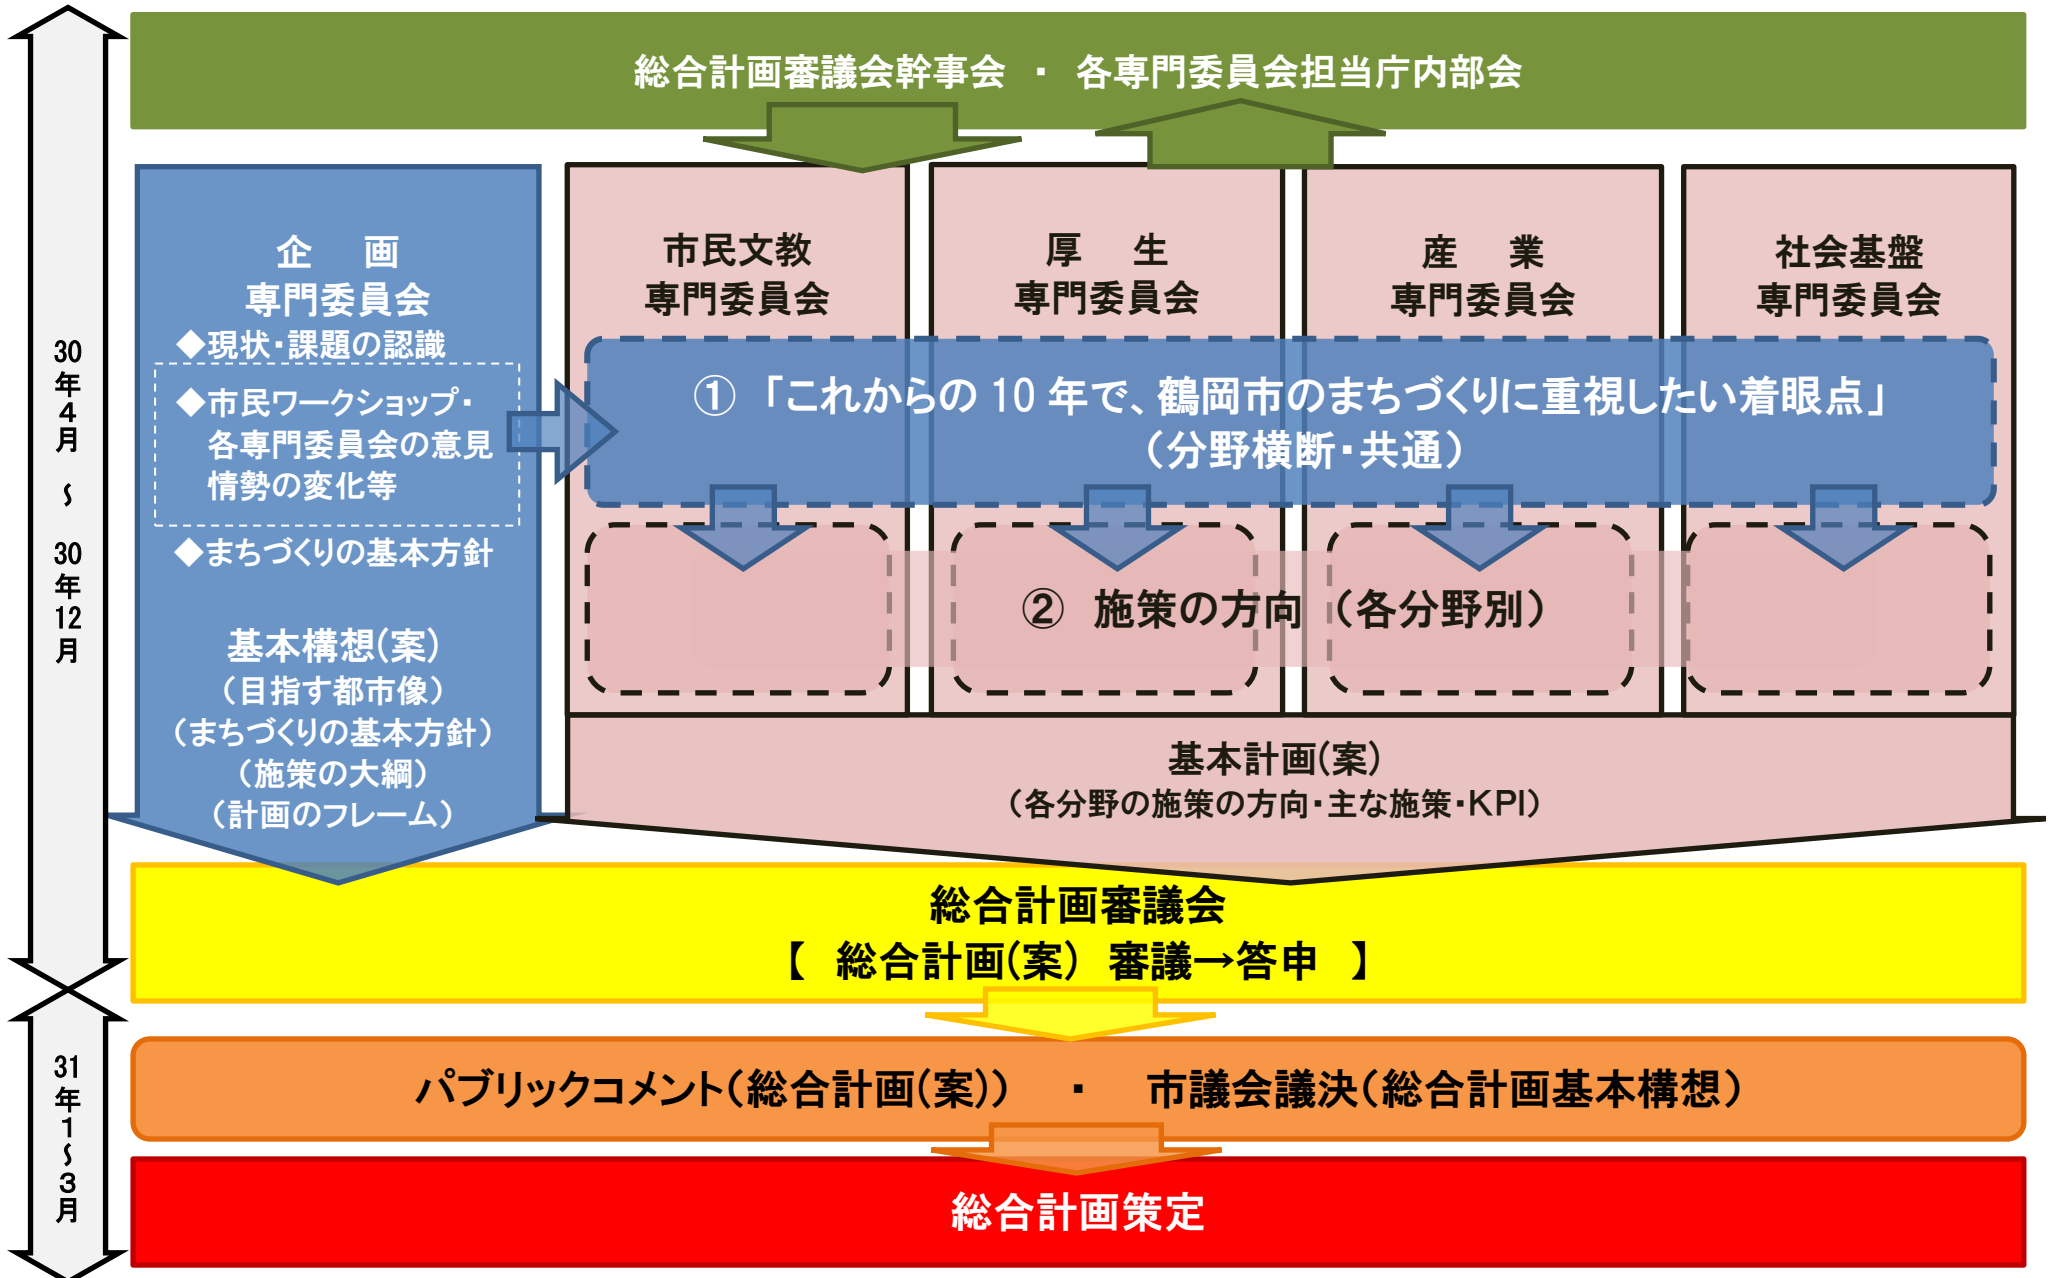 総合計画審議会幹事会 ・ 各専門委員会担当庁内部会
30年4月 ~ 30年12月
企 画
専門委員会
◆現状・課題の認識
◆市民ワークショップ・
各専門委員会の意見
情勢の変化等
◆まちづくりの基本方針
基本構想(案)
(目指す都市像)
(まちづくりの基本方針)
(施策の大綱)
(計画のフレーム)
市民文教
専門委員会
厚 生
専門委員会
産 業
専門委員会
社会基盤
専門委員会
① 「これからの 10 年で、鶴岡市のまちづくりに重視したい着眼点」
(分野横断・共通)
② 施策の方向 (各分野別)
基本計画(案)
(各分野の施策の方向・主な施策・KPI)
総合計画審議会
【 総合計画(案) 審議→答申 】
31年1~3月
パブリックコメント(総合計画(案)) ・ 市議会議決(総合計画基本構想)
総合計画策定